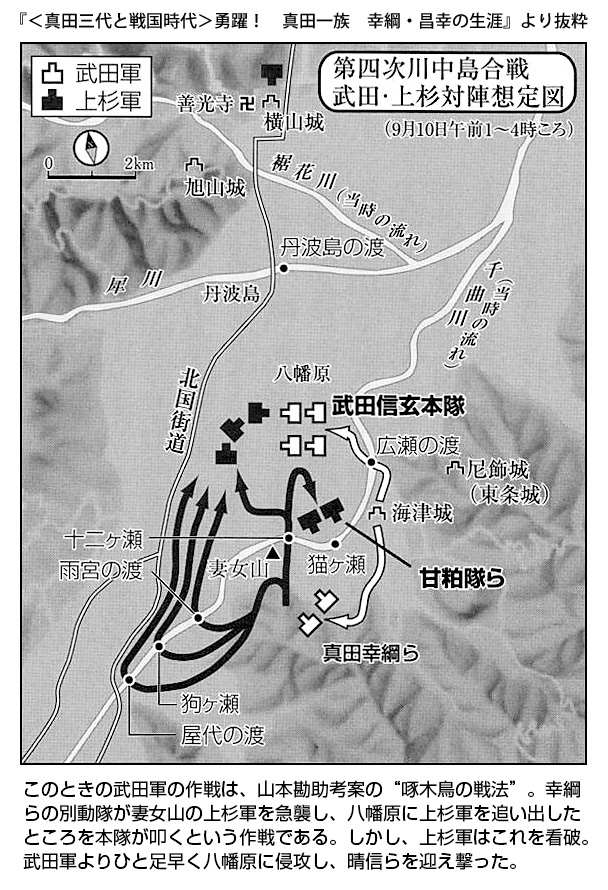 『＜真田三代と戦国時代＞勇躍！　真田一族　幸綱・昌幸の生涯』より抜粋
武田軍
上杉軍
第四次川中島合戦
武田・上杉対陣想定図
（9月10日午前1〜4時ころ）
善光寺
横山城
0 2km
旭山城
裾花川（当時の流れ）
丹波島の渡
犀川
丹波島
千曲川（当時の流れ）
北国街道
八幡原
武田信玄本隊
広瀬の渡
尼飾城
（東条城）
海津城
十二ヶ瀬
雨宮の渡
妻女山
猫ヶ瀬
甘粕隊ら
真田幸綱ら
狗ヶ瀬
屋代の渡
このときの武田軍の作戦は、山本勘助考案の“啄木鳥の戦法”。幸綱
らの別動隊が妻女山の上杉軍を急襲し、八幡原に上杉軍を追い出した
ところを本隊が叩くという作戦である。しかし、上杉軍はこれを看破。
武田軍よりひと足早く八幡原に侵攻し、晴信らを迎え撃った。